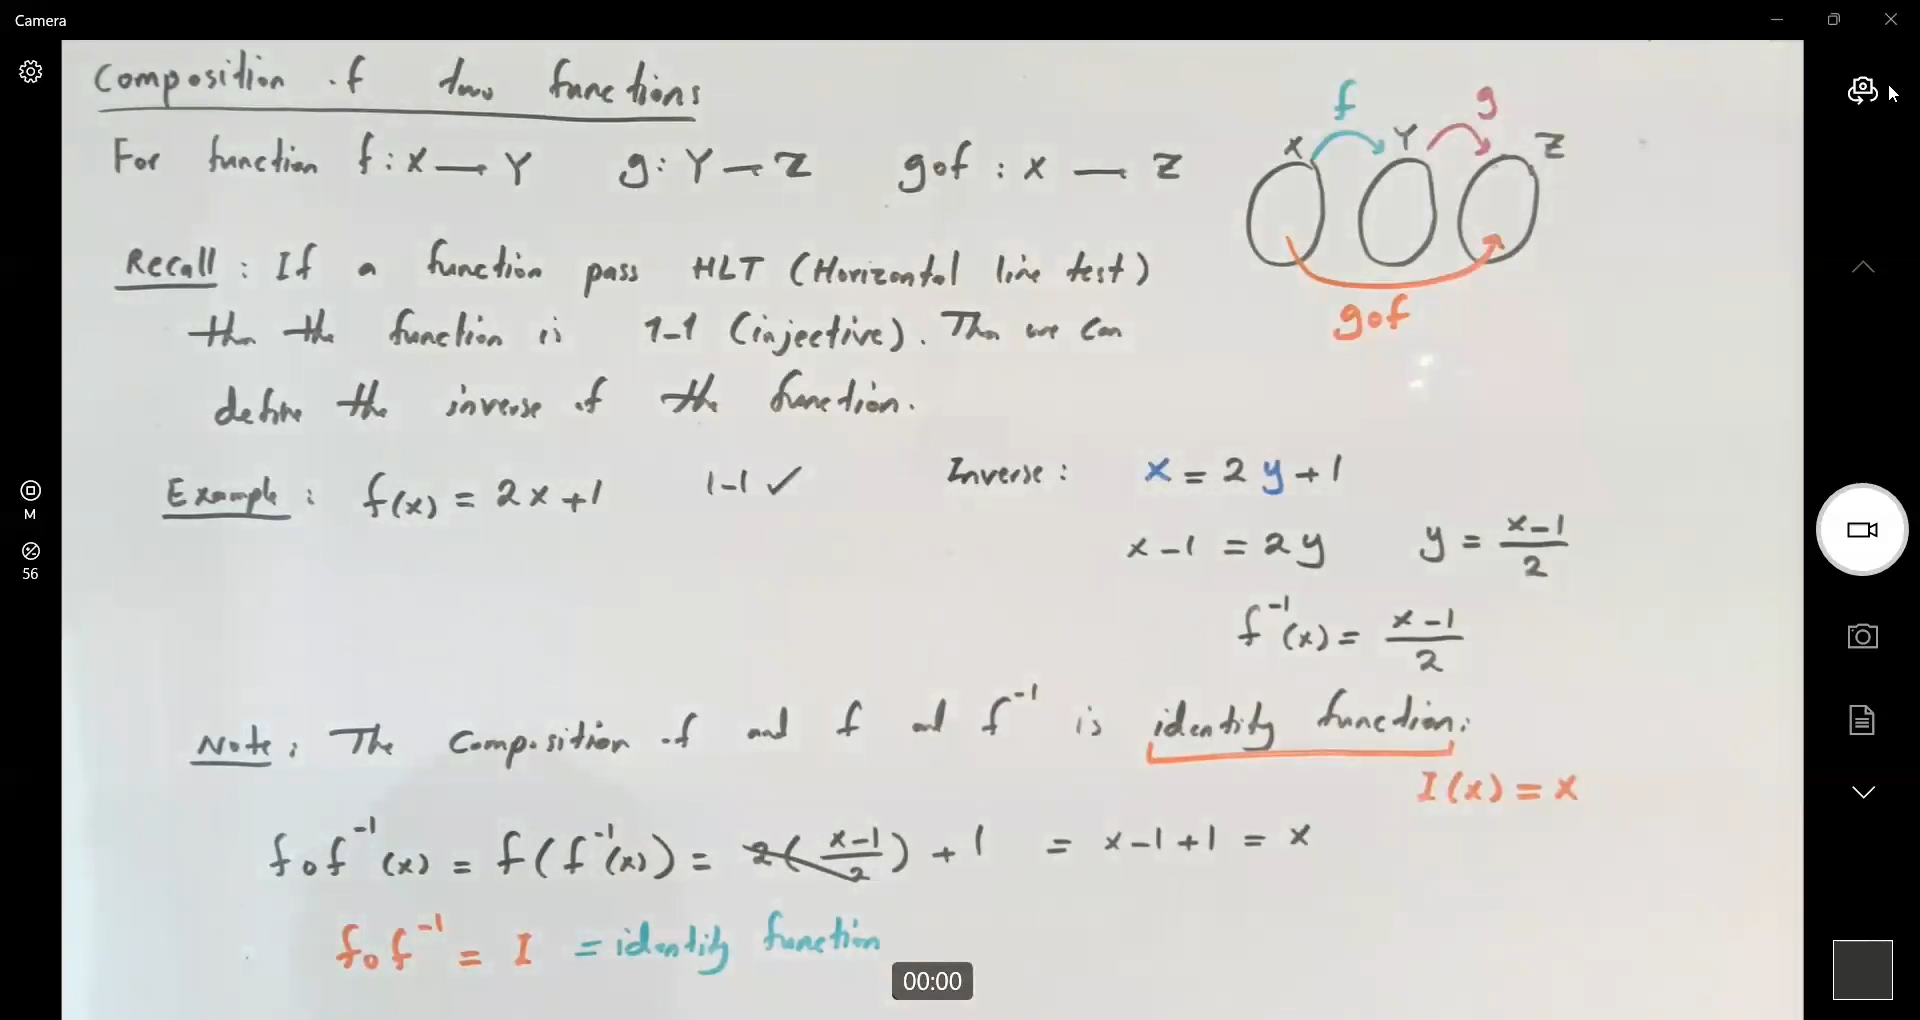 Camera
Composition of two functions
For function f : X → Y g : Y → Z gof : X → Z
f g
X Y Z
gof
Recall : If a function pass HLT (Horizontal line test)
then the function is 1-1 (injective). Then we can
define the inverse of the function.
Example : f(x) = 2x+1 1-1 ✓ Inverse : x = 2y+1
x-1 = 2y y = (x-1)/2
f⁻¹(x) = (x-1)/2
Note : The Composition of and f and f⁻¹ is identity function.
I(x) = x
f o f⁻¹(x) = f(f⁻¹(x)) = 2((x-1)/2) + 1 = x-1+1 = x
f o f⁻¹ = I = identity function
M
56
00:00